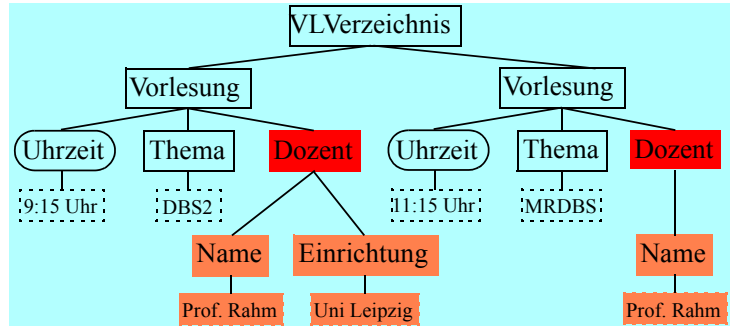 VLVerzeichnis
Vorlesung
Vorlesung
Uhrzeit
Thema
Dozent
Uhrzeit
Thema
Dozent
9:15 Uhr
DBS2
11:15 Uhr
MRDBS
Name
Einrichtung
Name
Prof. Rahm
Uni Leipzig
Prof. Rahm